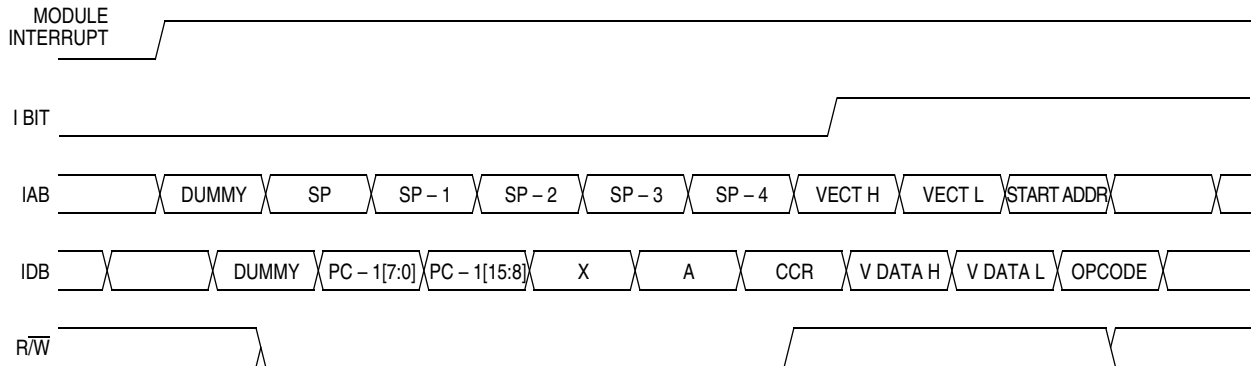 MODULE
INTERRUPT
I BIT
IAB DUMMY SP SP – 1 SP – 2 SP – 3 SP – 4 VECT H VECT L START ADDR
IDB DUMMY PC – 1[7:0] PC – 1[15:8] X A CCR V DATA H V DATA L OPCODE
R/W̅